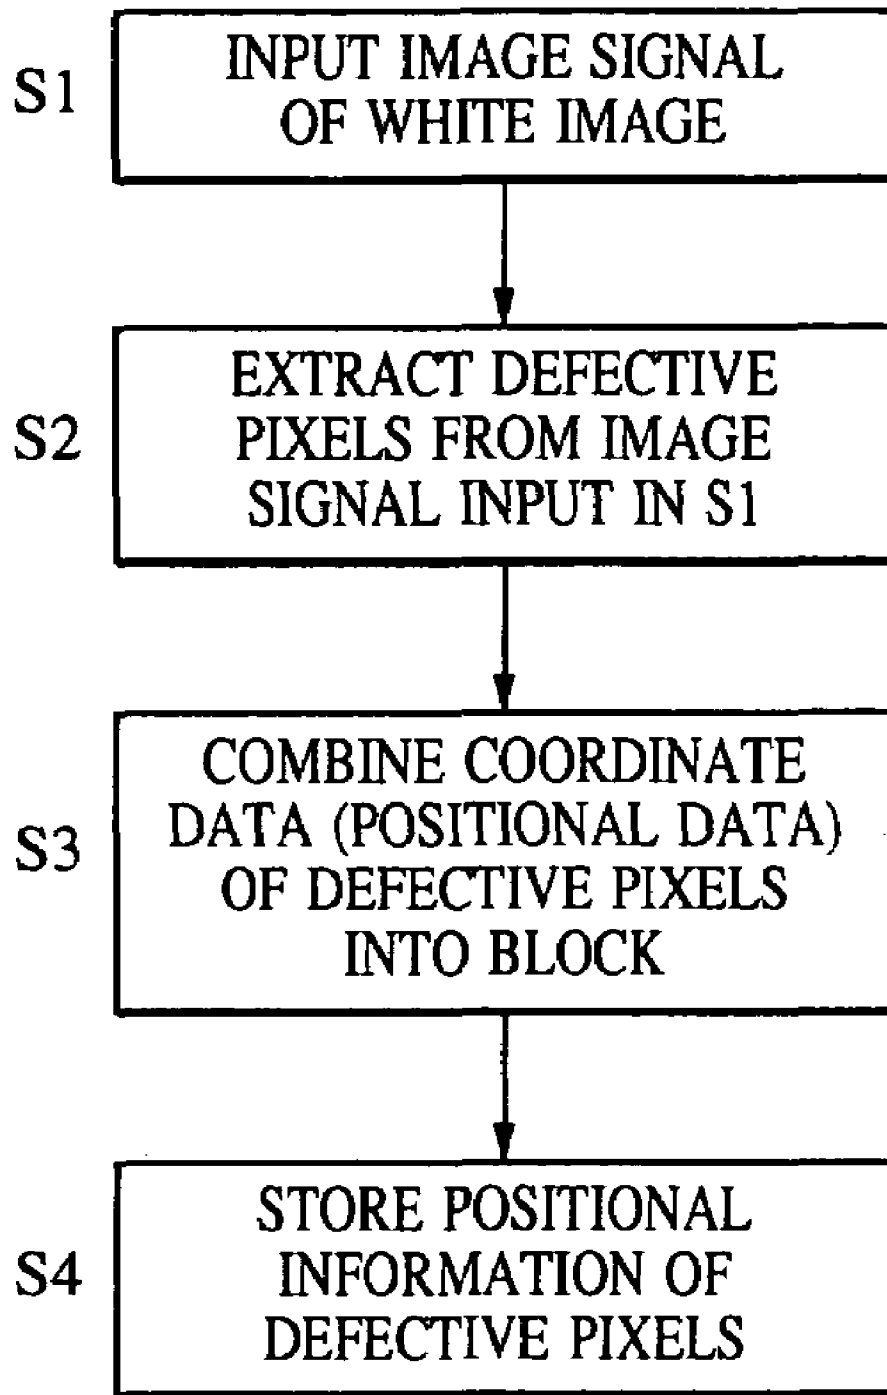 S1
INPUT IMAGE SIGNAL
OF WHITE IMAGE
S2
EXTRACT DEFECTIVE
PIXELS FROM IMAGE
SIGNAL INPUT IN S1
S3
COMBINE COORDINATE
DATA (POSITIONAL DATA)
OF DEFECTIVE PIXELS
INTO BLOCK
S4
STORE POSITIONAL
INFORMATION OF
DEFECTIVE PIXELS